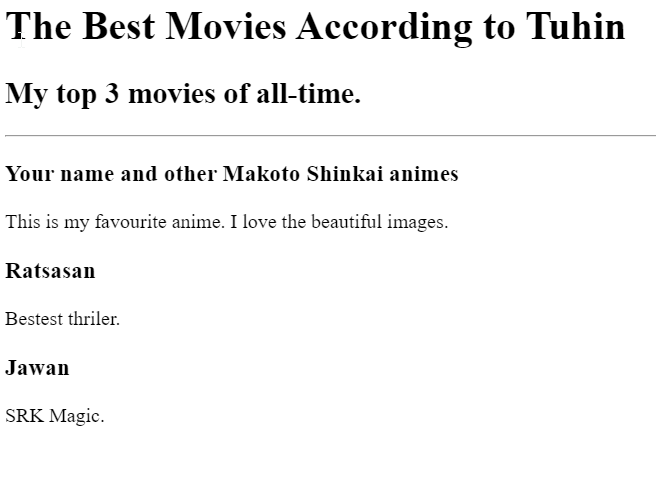 The Best Movies According to Tuhin
My top 3 movies of all-time.
Your name and other Makoto Shinkai animes
This is my favourite anime. I love the beautiful images.
Ratsasan
Bestest thriler.
Jawan
SRK Magic.